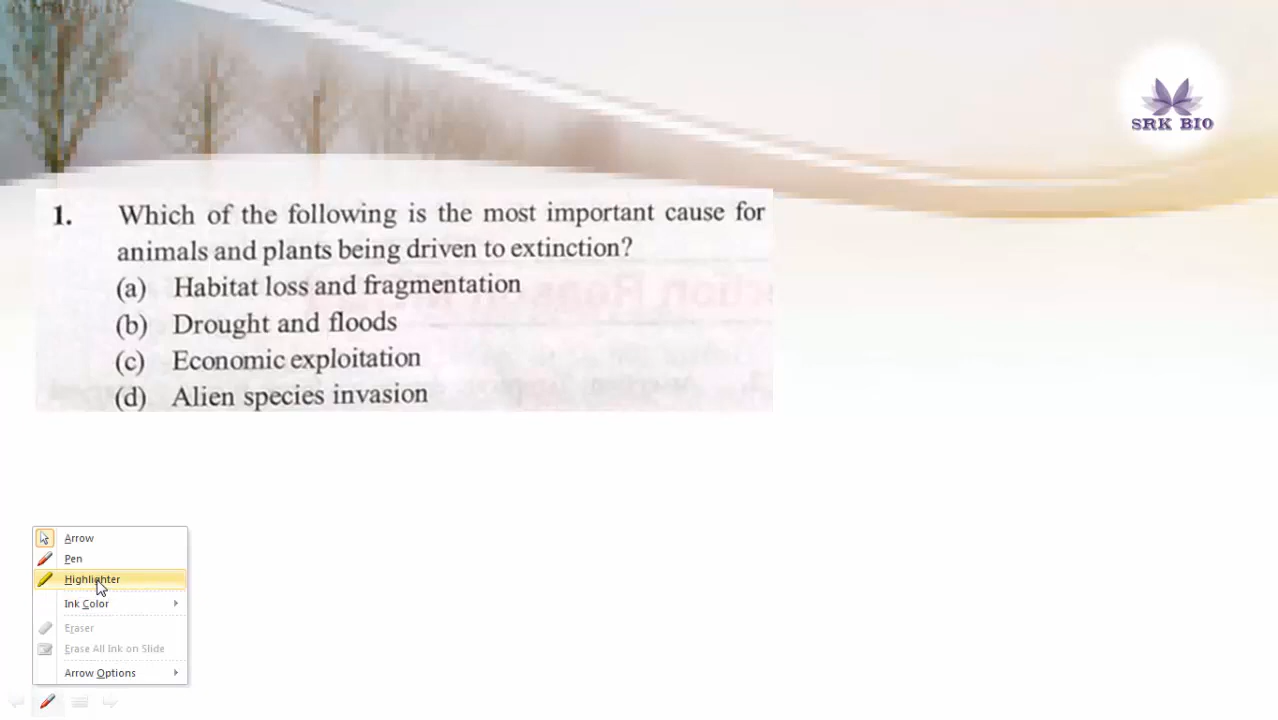 SRK BIO
1. Which of the following is the most important cause for
animals and plants being driven to extinction?
(a) Habitat loss and fragmentation
(b) Drought and floods
(c) Economic exploitation
(d) Alien species invasion
Arrow
Pen
Highlighter
Ink Color
Eraser
Erase All Ink on Slide
Arrow Options